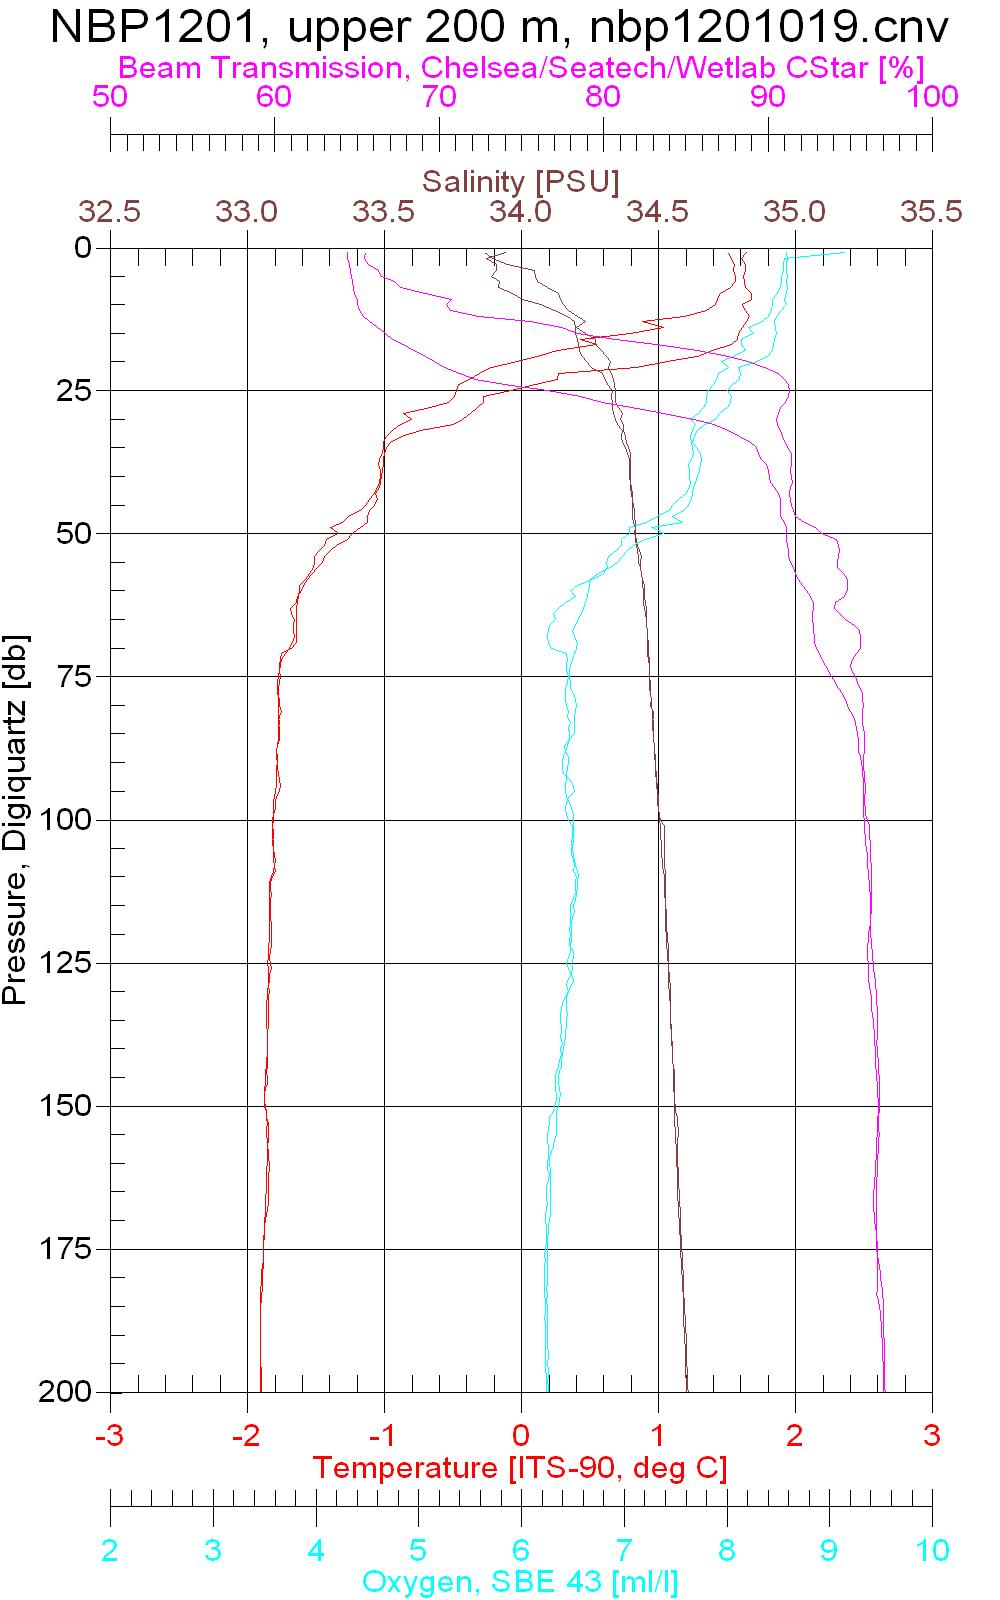 NBP1201, upper 200 m, nbp1201019.cnv
Beam Transmission, Chelsea/Seatech/Wetlab CStar [%]
50 60 70 80 90 100
Salinity [PSU]
32.5 33.0 33.5 34.0 34.5 35.0 35.5
0
25
50
75
100
125
150
175
200
Pressure, Digiquartz [db]
-3 -2 -1 0 1 2 3
Temperature [ITS-90, deg C]
2 3 4 5 6 7 8 9 10
Oxygen, SBE 43 [ml/l]